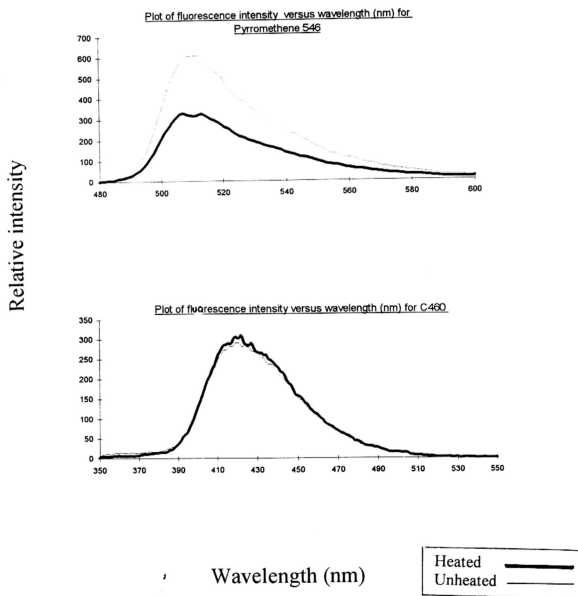 Plot of fluorescence intensity versus wavelength (nm) for
Pyrromethene 546
700
600
500
400
300
200
100
0
480 500 520 540 560 580 600
Relative intensity
Plot of fluorescence intensity versus wavelength (nm) for C460
350
300
250
200
150
100
50
0
350 370 390 410 430 450 470 490 510 530 550
Wavelength (nm)
Heated
Unheated